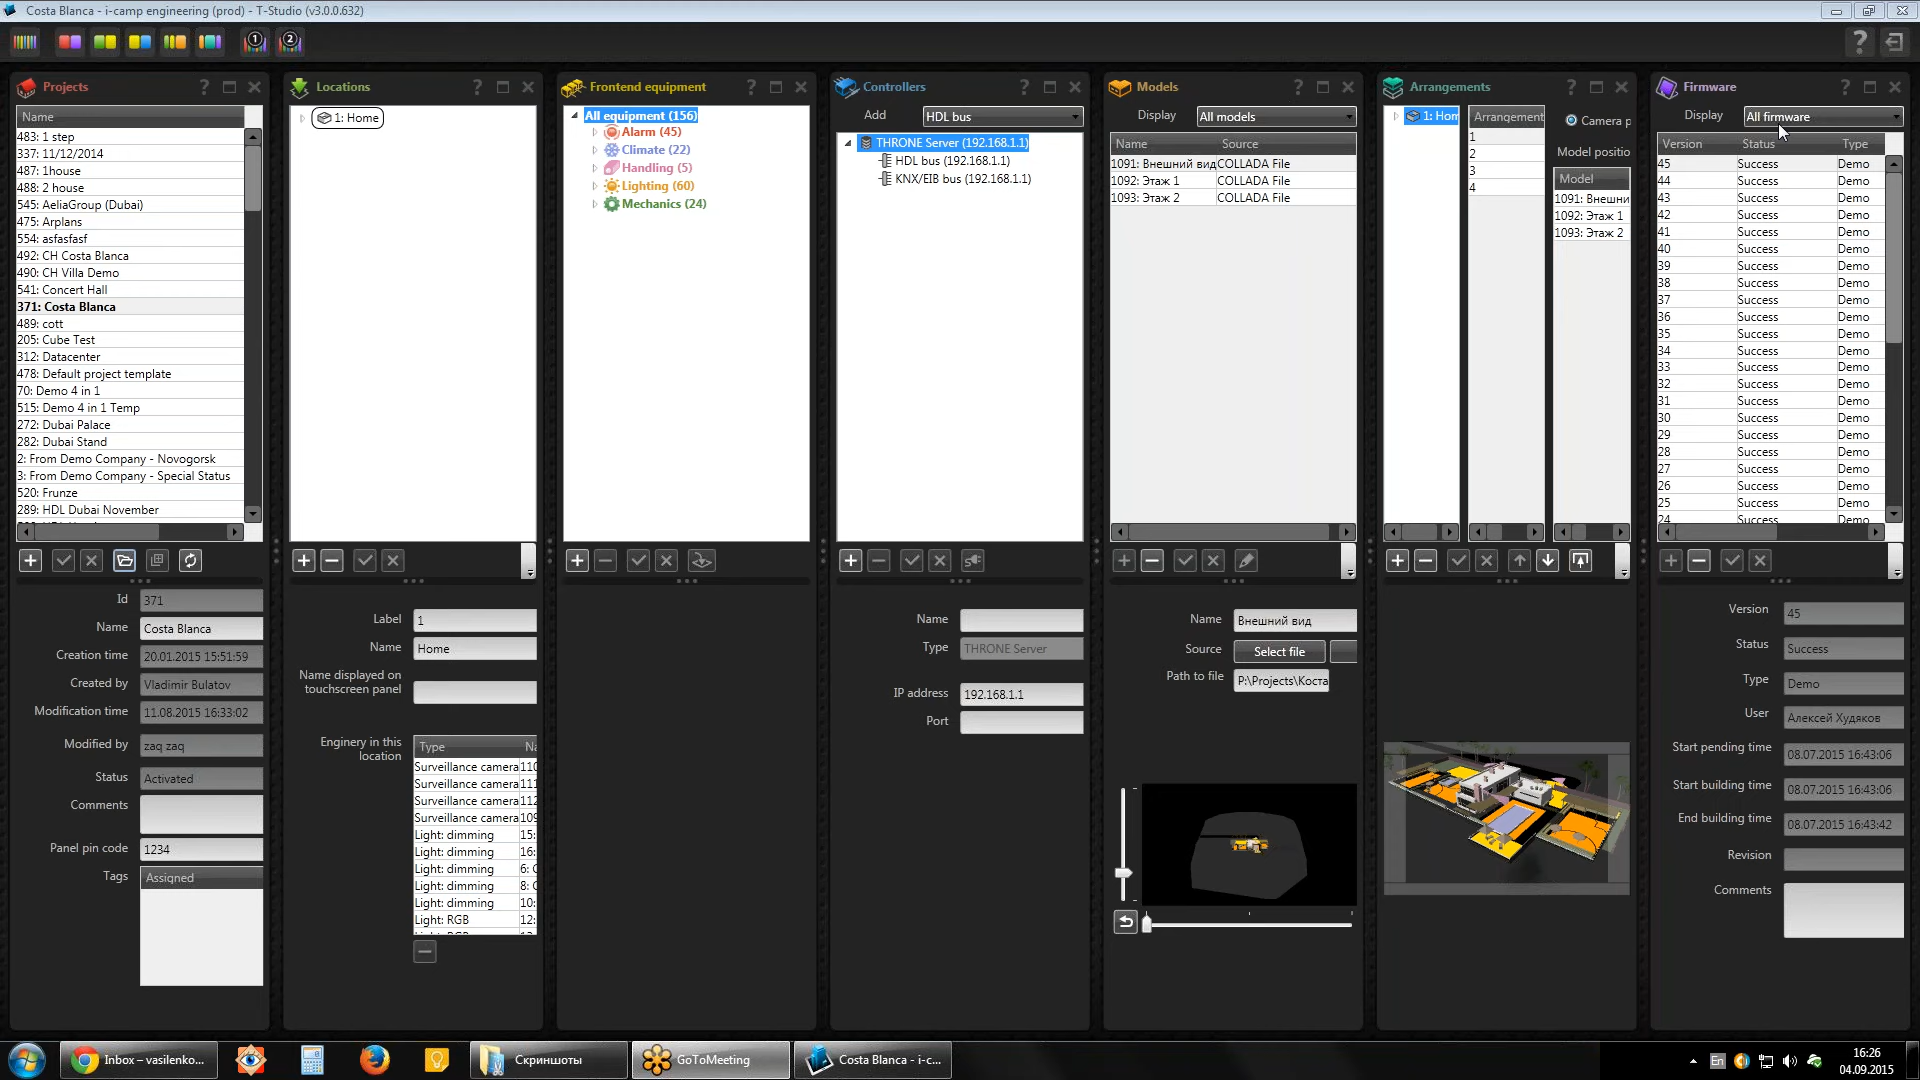 Costa Blanca - i-camp engineering (prod) - T-Studio (v3.0.0.632)
1
2
?
Projects
Name
483: 1 step
337: 11/12/2014
487: 1house
488: 2 house
545: AeliaGroup (Dubai)
475: Arplans
554: asfasfasf
492: CH Costa Blanca
490: CH Villa Demo
541: Concert Hall
371: Costa Blanca
489: cott
205: Cube Test
312: Datacenter
478: Default project template
70: Demo 4 in 1
515: Demo 4 in 1 Temp
272: Dubai Palace
282: Dubai Stand
2: From Demo Company - Novogorsk
3: From Demo Company - Special Status
520: Frunze
289: HDL Dubai November
Id 371
Name Costa Blanca
Creation time 20.01.2015 15:51:59
Created by Vladimir Bulatov
Modification time 11.08.2015 16:33:02
Modified by zaq zaq
Status Activated
Comments
Panel pin code 1234
Tags Assigned
Locations
1: Home
Label 1
Name Home
Name displayed on
touchscreen panel
Enginery in this
location
Type Na
Surveillance camera 110
Surveillance camera 111
Surveillance camera 112
Surveillance camera 109
Light: dimming 15:
Light: dimming 16:
Light: dimming 6: C
Light: dimming 8: C
Light: dimming 10:
Light: RGB 12:
Frontend equipment
All equipment (156)
Alarm (45)
Climate (22)
Handling (5)
Lighting (60)
Mechanics (24)
Controllers
Add HDL bus
THRONE Server (192.168.1.1)
HDL bus (192.168.1.1)
KNX/EIB bus (192.168.1.1)
Name
Type THRONE Server
IP address 192.168.1.1
Port
Models
Display All models
Name Source
1091: Внешний вид COLLADA File
1092: Этаж 1 COLLADA File
1093: Этаж 2 COLLADA File
Name Внешний вид
Source Select file
Path to file P:\Projects\Коста
Arrangements
1: Hom
Arrangement
1
2
3
4
Camera p
Model positio
Model
1091: Внешни
1092: Этаж 1
1093: Этаж 2
Firmware
Display All firmware
Version Status Type
45 Success Demo
44 Success Demo
43 Success Demo
42 Success Demo
41 Success Demo
40 Success Demo
39 Success Demo
38 Success Demo
37 Success Demo
36 Success Demo
35 Success Demo
34 Success Demo
33 Success Demo
32 Success Demo
31 Success Demo
30 Success Demo
29 Success Demo
28 Success Demo
27 Success Demo
26 Success Demo
25 Success Demo
24 Success Demo
Version 45
Status Success
Type Demo
User Алексей Худяков
Start pending time 08.07.2015 16:43:06
Start building time 08.07.2015 16:43:06
End building time 08.07.2015 16:43:42
Revision
Comments
Inbox – vasilenko...
Скриншоты
GoToMeeting
Costa Blanca - i-c...
En
16:26
04.09.2015